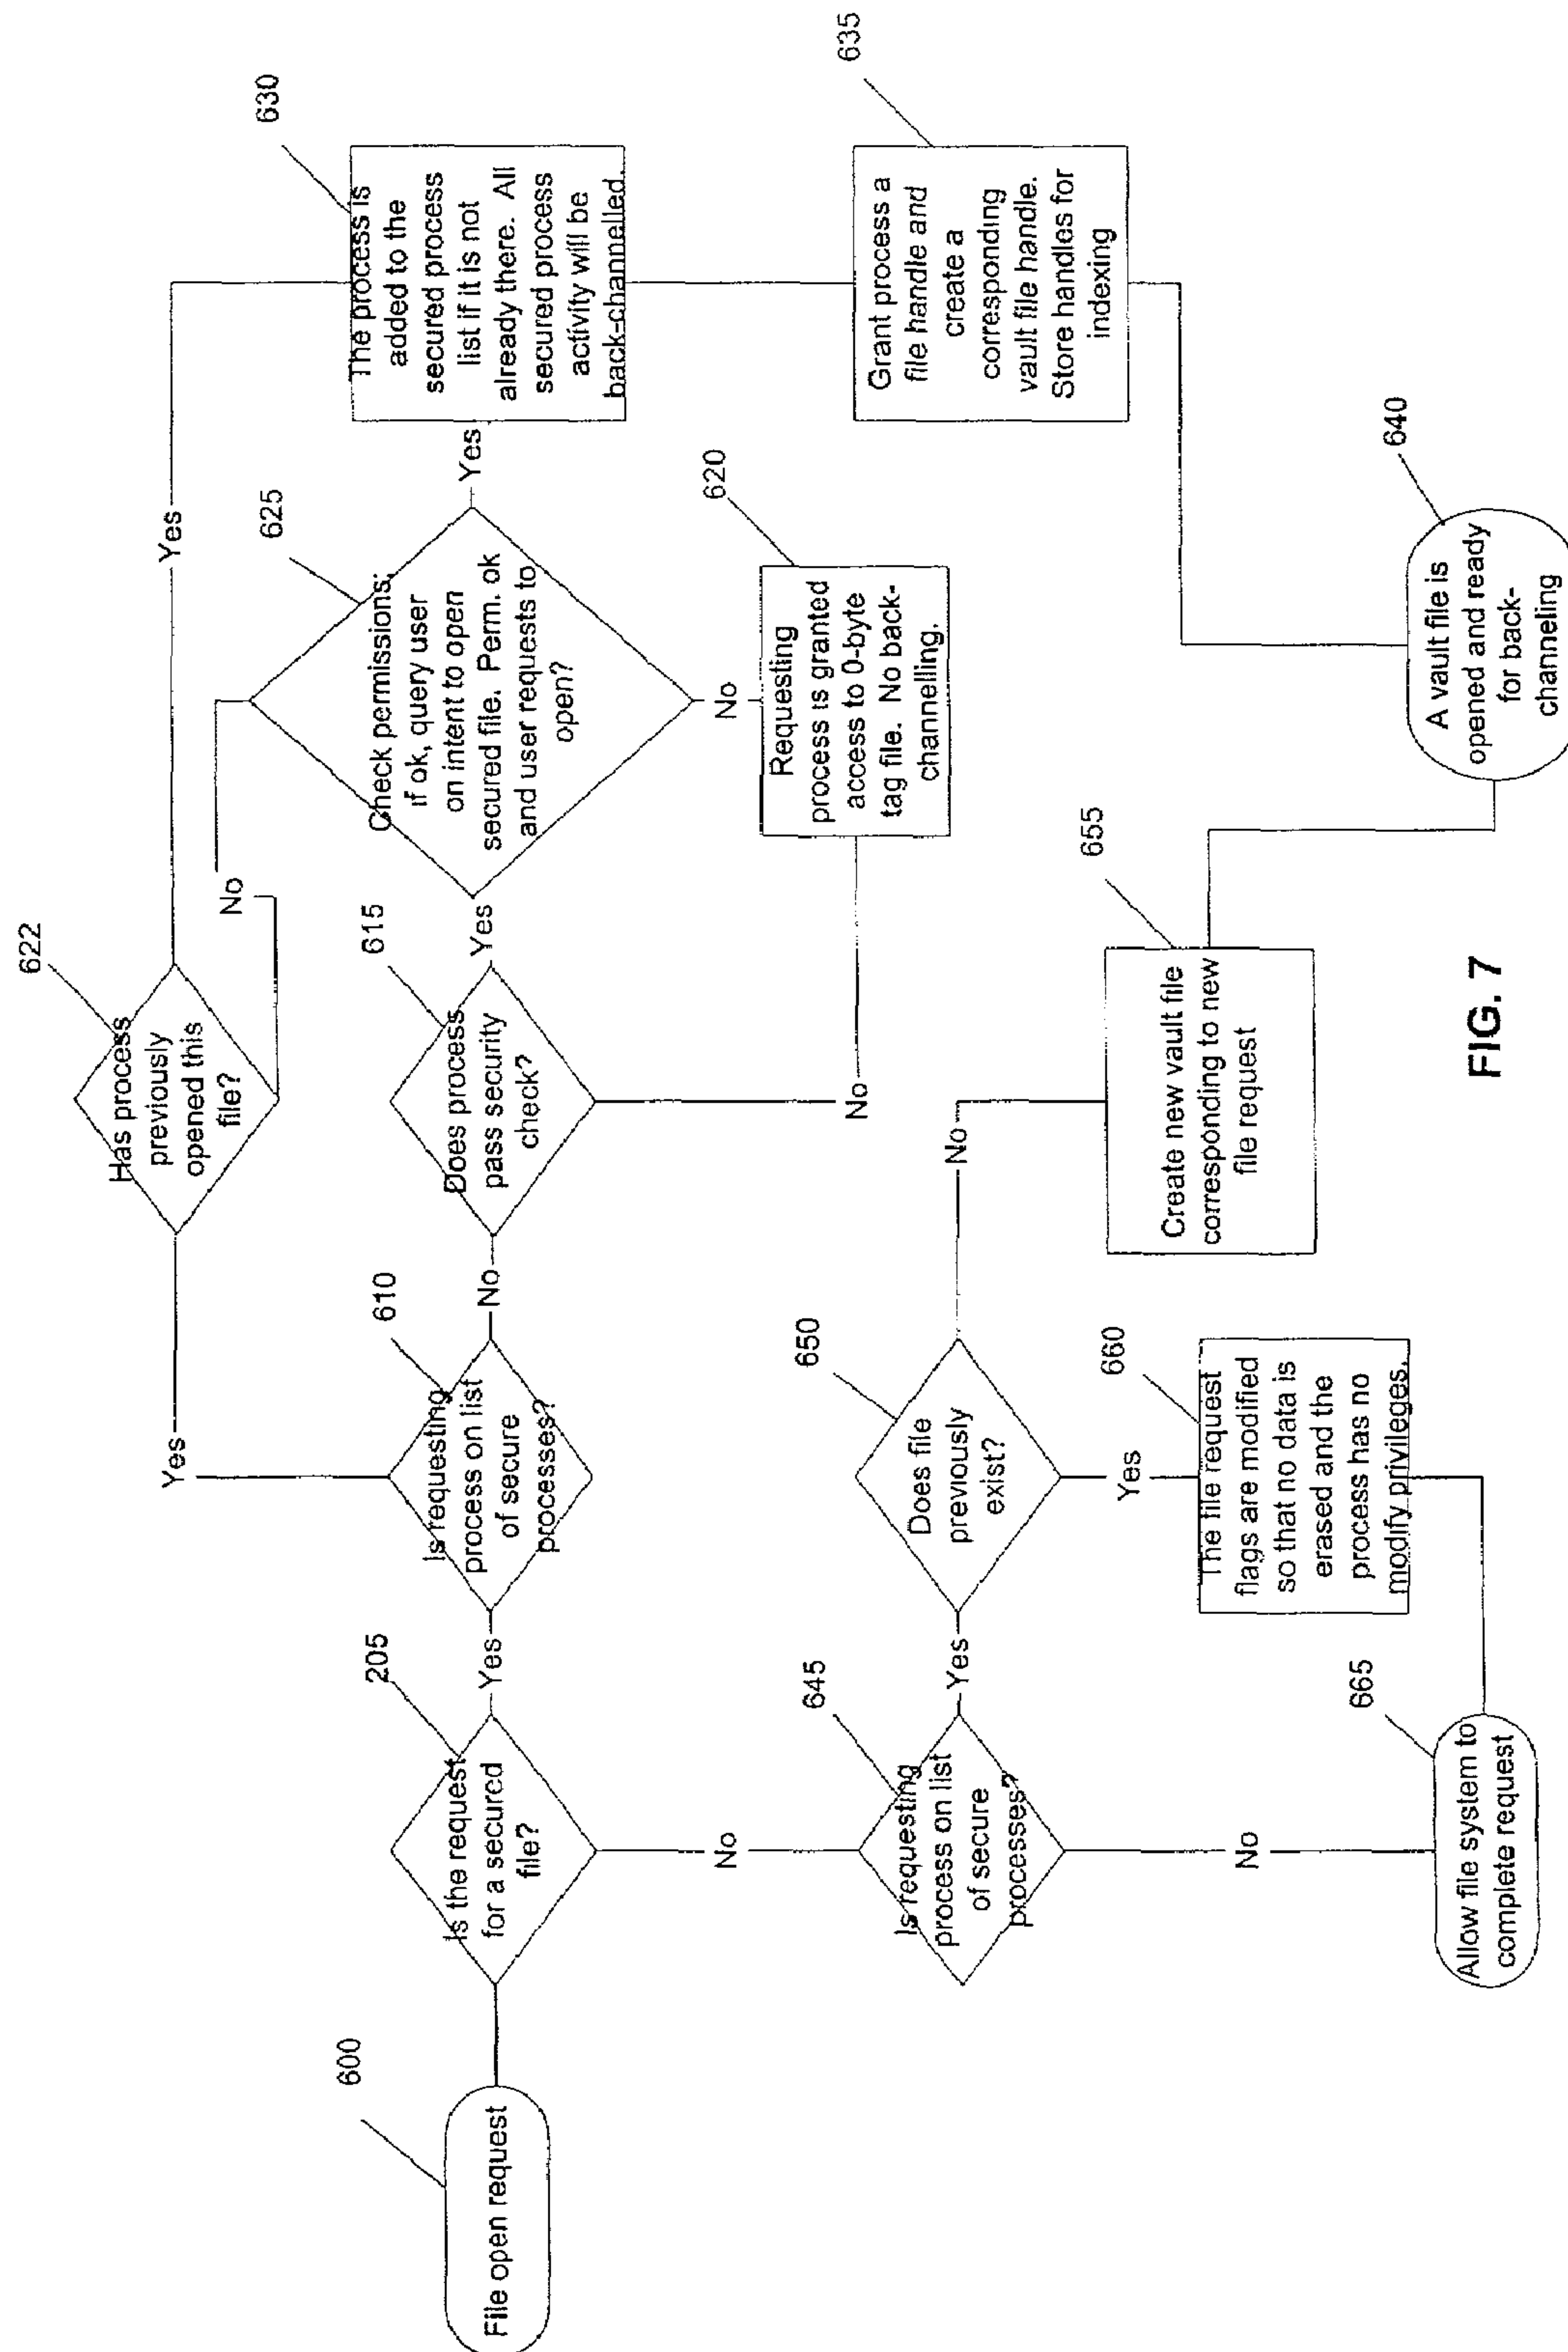 600
File open request
205
Is the request
for a secured
file?
Yes
No
610
Is requesting
process on list
of secure
processes?
Yes
No
622
Has process
previously
opened this
file?
Yes
No
615
Does process
pass security
check?
Yes
No
625
Check permissions;
if ok, query user
on intent to open
secured file. Perm. ok
and user requests to
open?
Yes
No
620
Requesting
process is granted
access to 0-byte
tag file. No back-
channelling.
630
The process is
added to the
secured process
list if it is not
already there. All
secured process
activity will be
back-channelled.
635
Grant process a
file handle and
create a
corresponding
vault file handle.
Store handles for
indexing
640
A vault file is
opened and ready
for back-
channeling
645
Is requesting
process on list
of secure
processes?
Yes
No
650
Does file
previously
exist?
No
Yes
655
Create new vault file
corresponding to new
file request
660
The file request
flags are modified
so that no data is
erased and the
process has no
modify privileges.
665
Allow file system to
complete request
FIG. 7